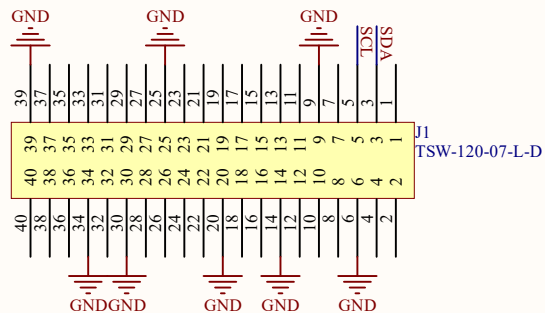 GND GND GND
SCL SDA
39 37 35 33 31 29 27 25 23 21 19 17 15 13 11 9 7 5 3 1
39 37 35 33 31 29 27 25 23 21 19 17 15 13 11 9 7 5 3 1
J1
TSW-120-07-L-D
40 38 36 34 32 30 28 26 24 22 20 18 16 14 12 10 8 6 4 2
40 38 36 34 32 30 28 26 24 22 20 18 16 14 12 10 8 6 4 2
GND GND GND GND GND